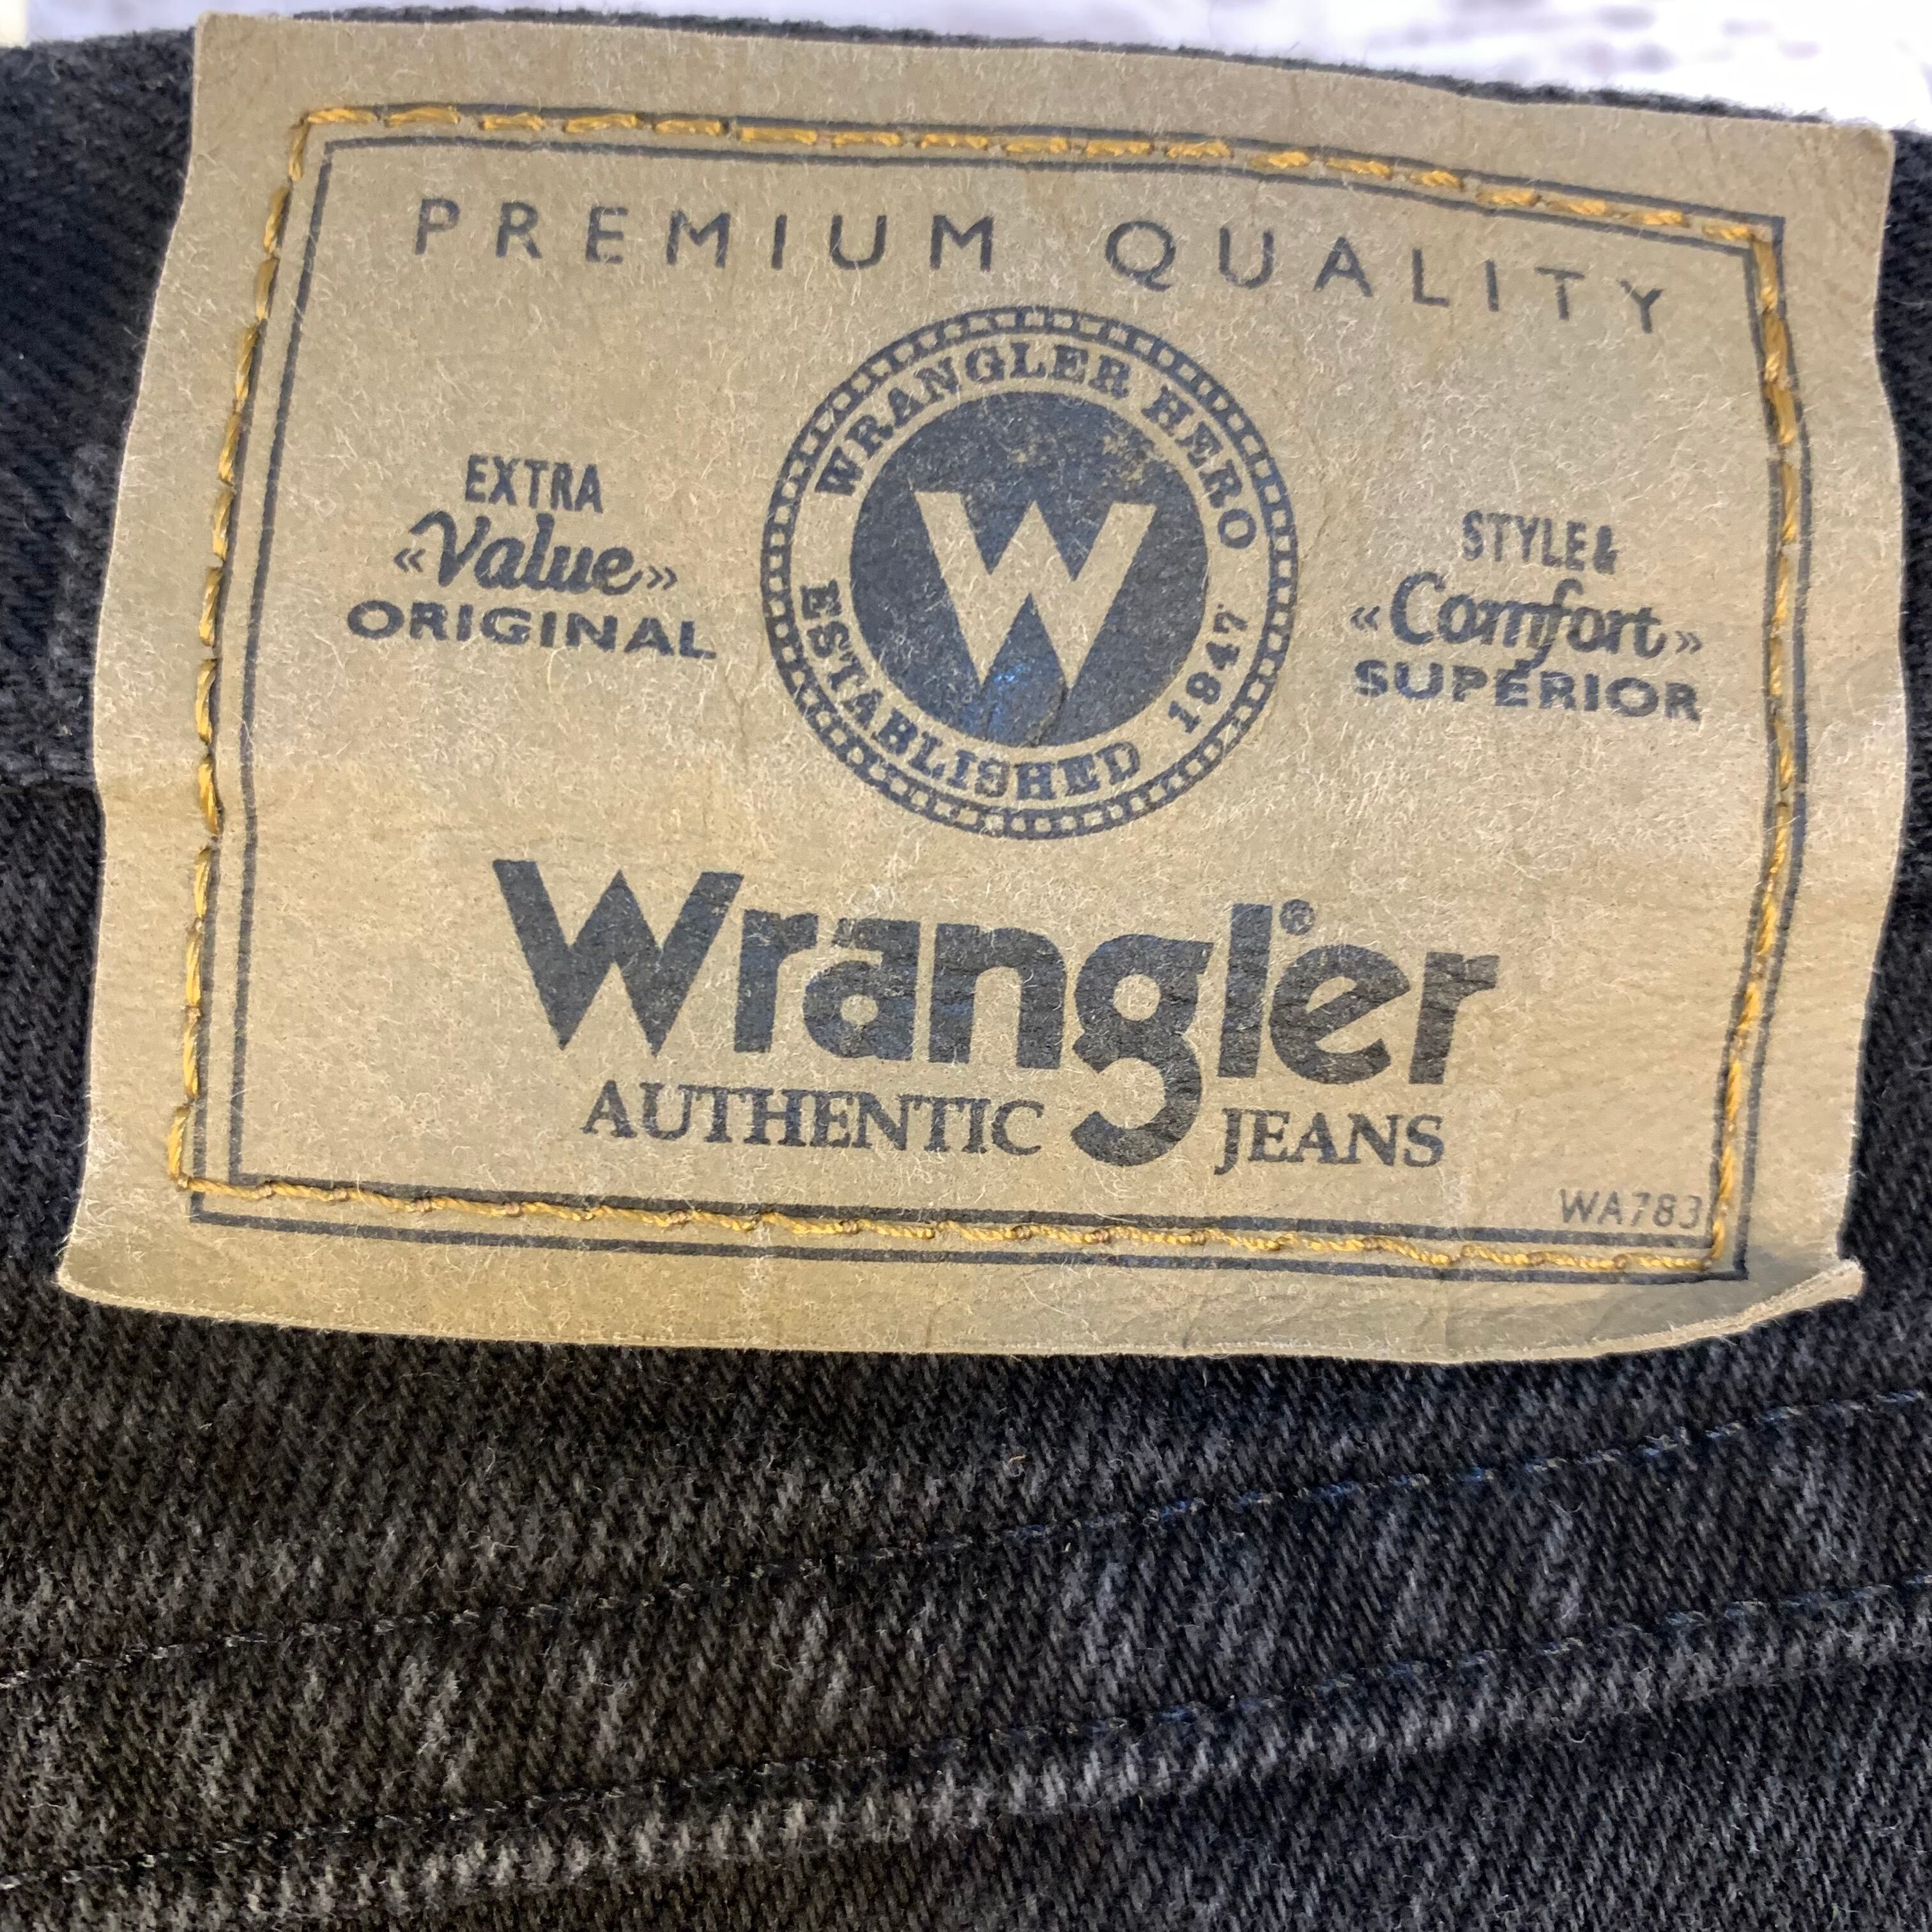 PREMIUM QUALITY
WRANGLER HERO
ESTABLISHED 1947
W
EXTRA
«Value»
ORIGINAL
STYLE&
«Comfort»
SUPERIOR
Wrangler®
AUTHENTIC JEANS
WA783